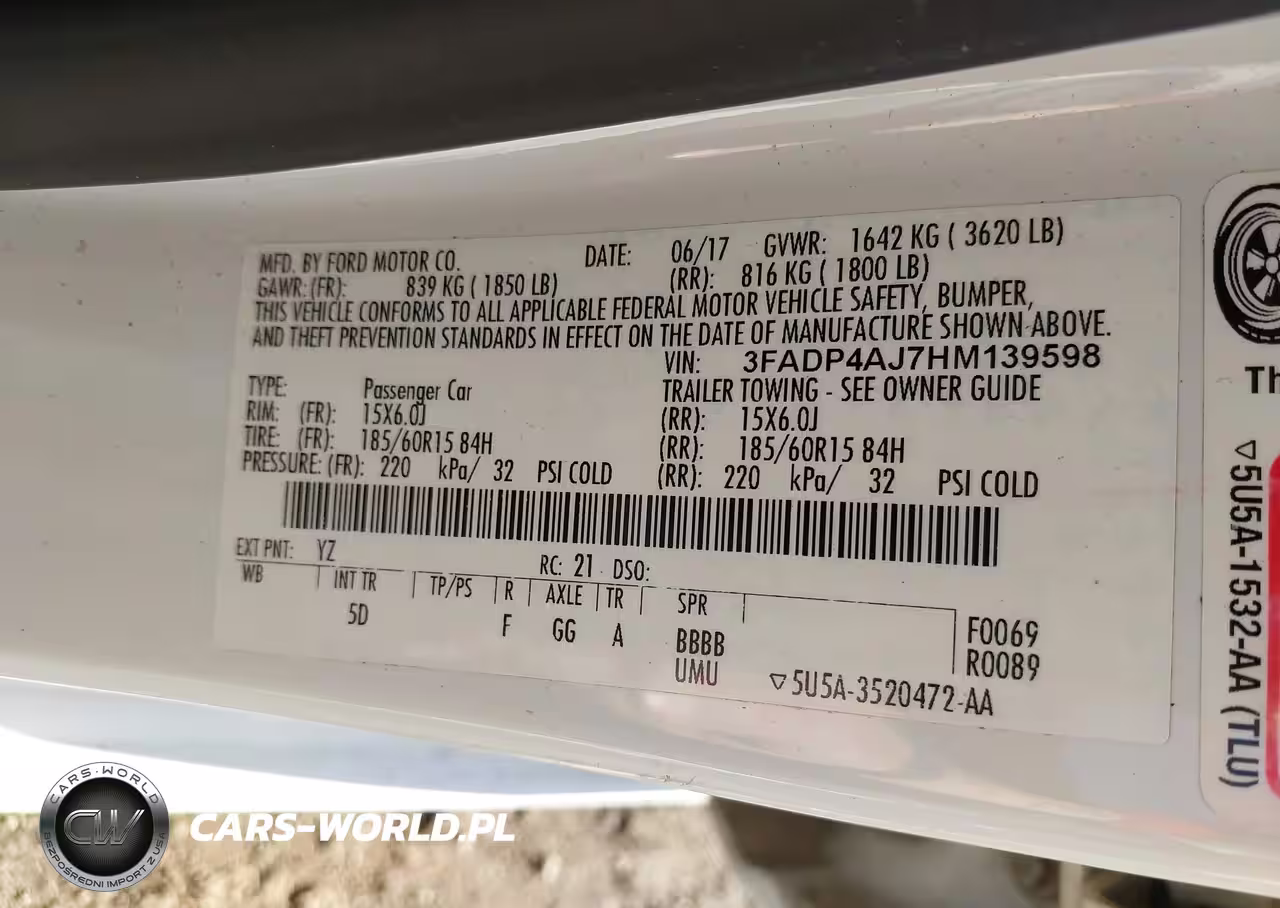 MFD. BY FORD MOTOR CO. DATE: 06/17 GVWR: 1642 KG ( 3620 LB)
GAWR: (FR): 839 KG ( 1850 LB) (RR): 816 KG ( 1800 LB)
THIS VEHICLE CONFORMS TO ALL APPLICABLE FEDERAL MOTOR VEHICLE SAFETY, BUMPER,
AND THEFT PREVENTION STANDARDS IN EFFECT ON THE DATE OF MANUFACTURE SHOWN ABOVE.
VIN: 3FADP4AJ7HM139598
TYPE: Passenger Car TRAILER TOWING - SEE OWNER GUIDE
RIM: (FR): 15X6.0J (RR): 15X6.0J
TIRE: (FR): 185/60R15 84H (RR): 185/60R15 84H
PRESSURE: (FR): 220 kPa/ 32 PSI COLD (RR): 220 kPa/ 32 PSI COLD
EXT PNT: YZ RC: 21 DSO:
WB INT TR TP/PS R AXLE TR SPR
5D F GG A BBBB F0069
UMU R0089
▽5U5A-3520472-AA
Th
▽5U5A-1532-AA (TLU)
CARS-WORLD
CW
BEZPOŚREDNI IMPORT Z USA
CARS-WORLD.PL